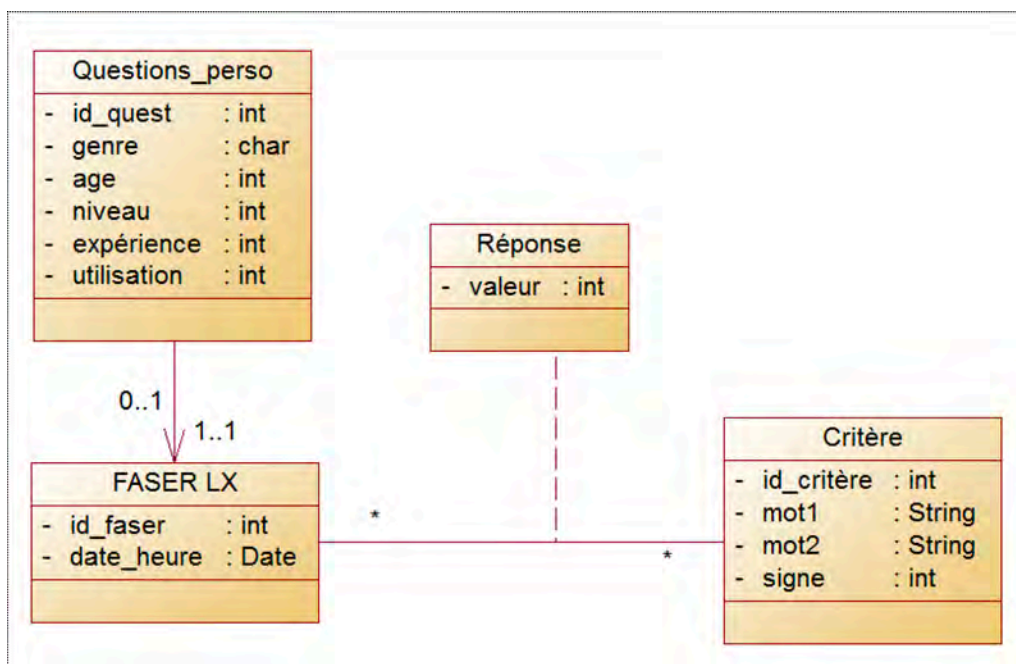 Questions_perso
- id_quest : int
- genre : char
- age : int
- niveau : int
- expérience : int
- utilisation : int
Réponse
- valeur : int
0..1
1..1
FASER LX
- id_faser : int
- date_heure : Date
*
*
Critère
- id_critère : int
- mot1 : String
- mot2 : String
- signe : int